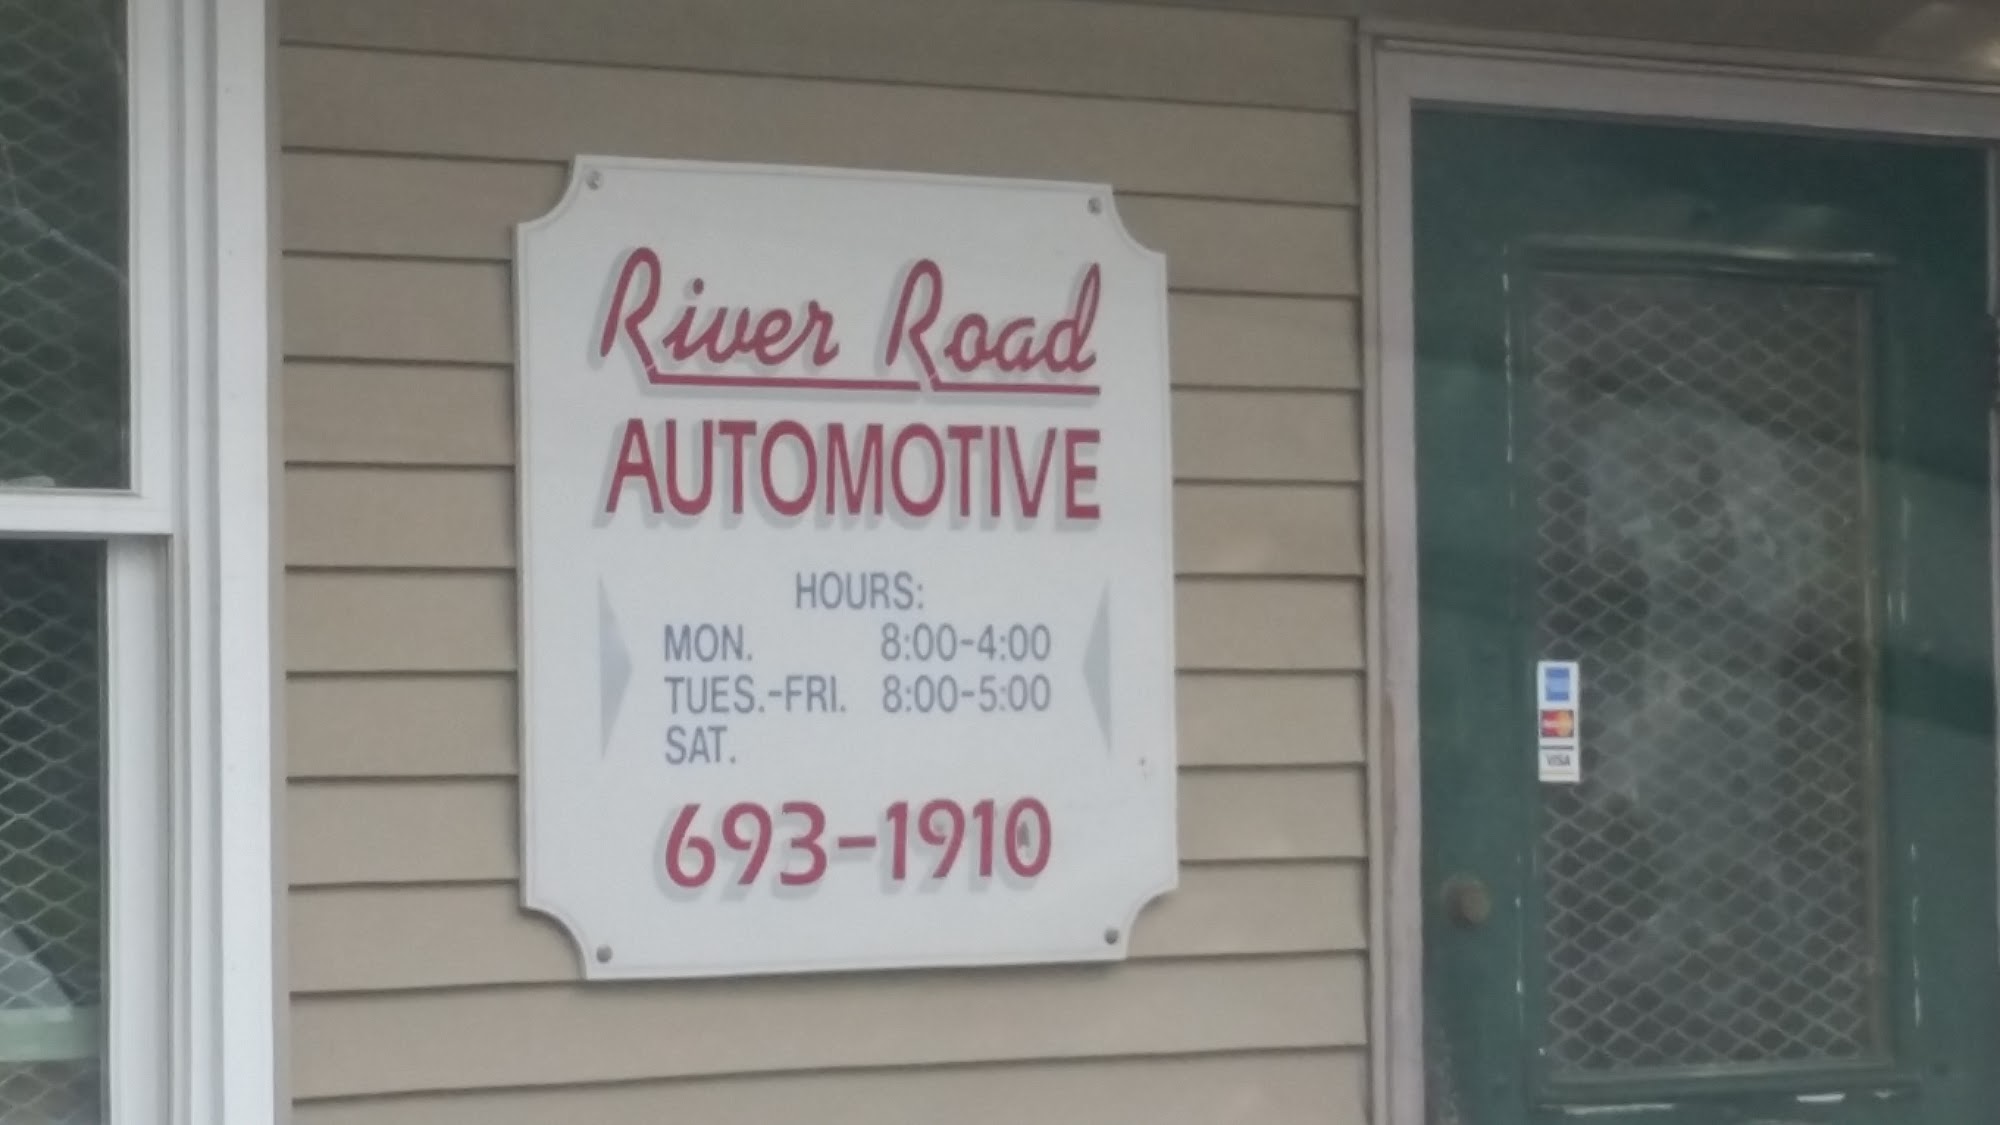 River Road
AUTOMOTIVE
HOURS:
MON. 8:00-4:00
TUES.-FRI. 8:00-5:00
SAT.
693-1910
VISA